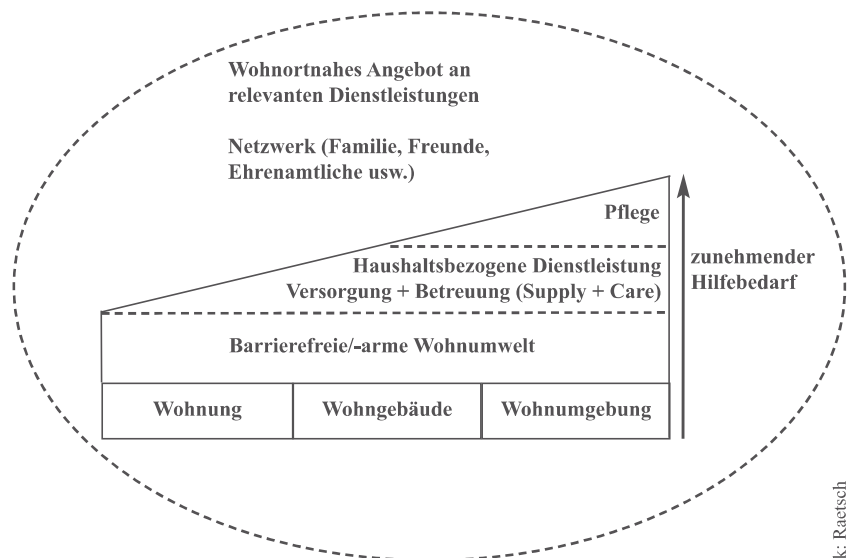 Wohnortnahes Angebot an
relevanten Dienstleistungen
Netzwerk (Familie, Freunde,
Ehrenamtliche usw.)
Pflege
zunehmender
Hilfebedarf
Haushaltsbezogene Dienstleistung
Versorgung + Betreuung (Supply + Care)
Barrierefreie/-arme Wohnumwelt
Wohnung
Wohngebäude
Wohnumgebung
k: Raetsch